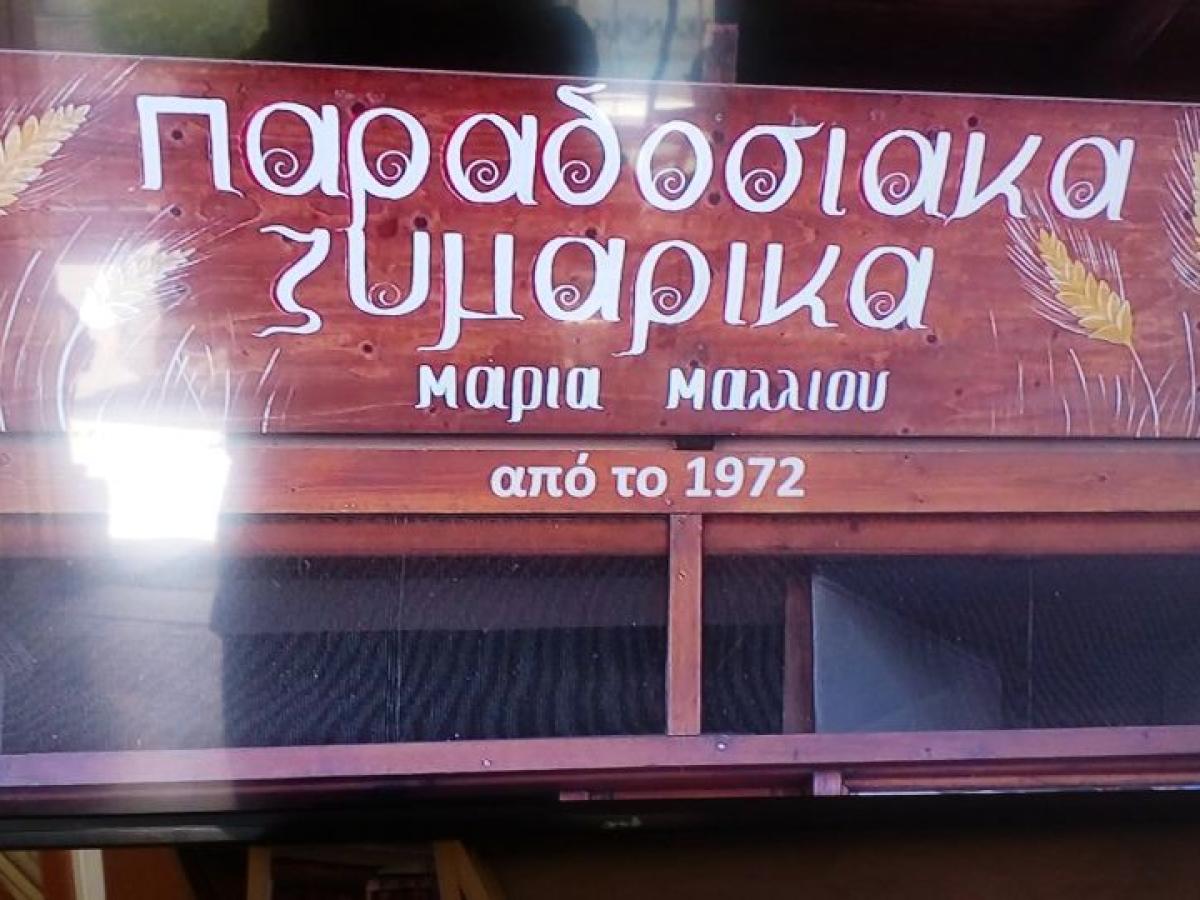 παραδοσιακα
ζυμαρικα
μαρια μαλλιου
από το 1972